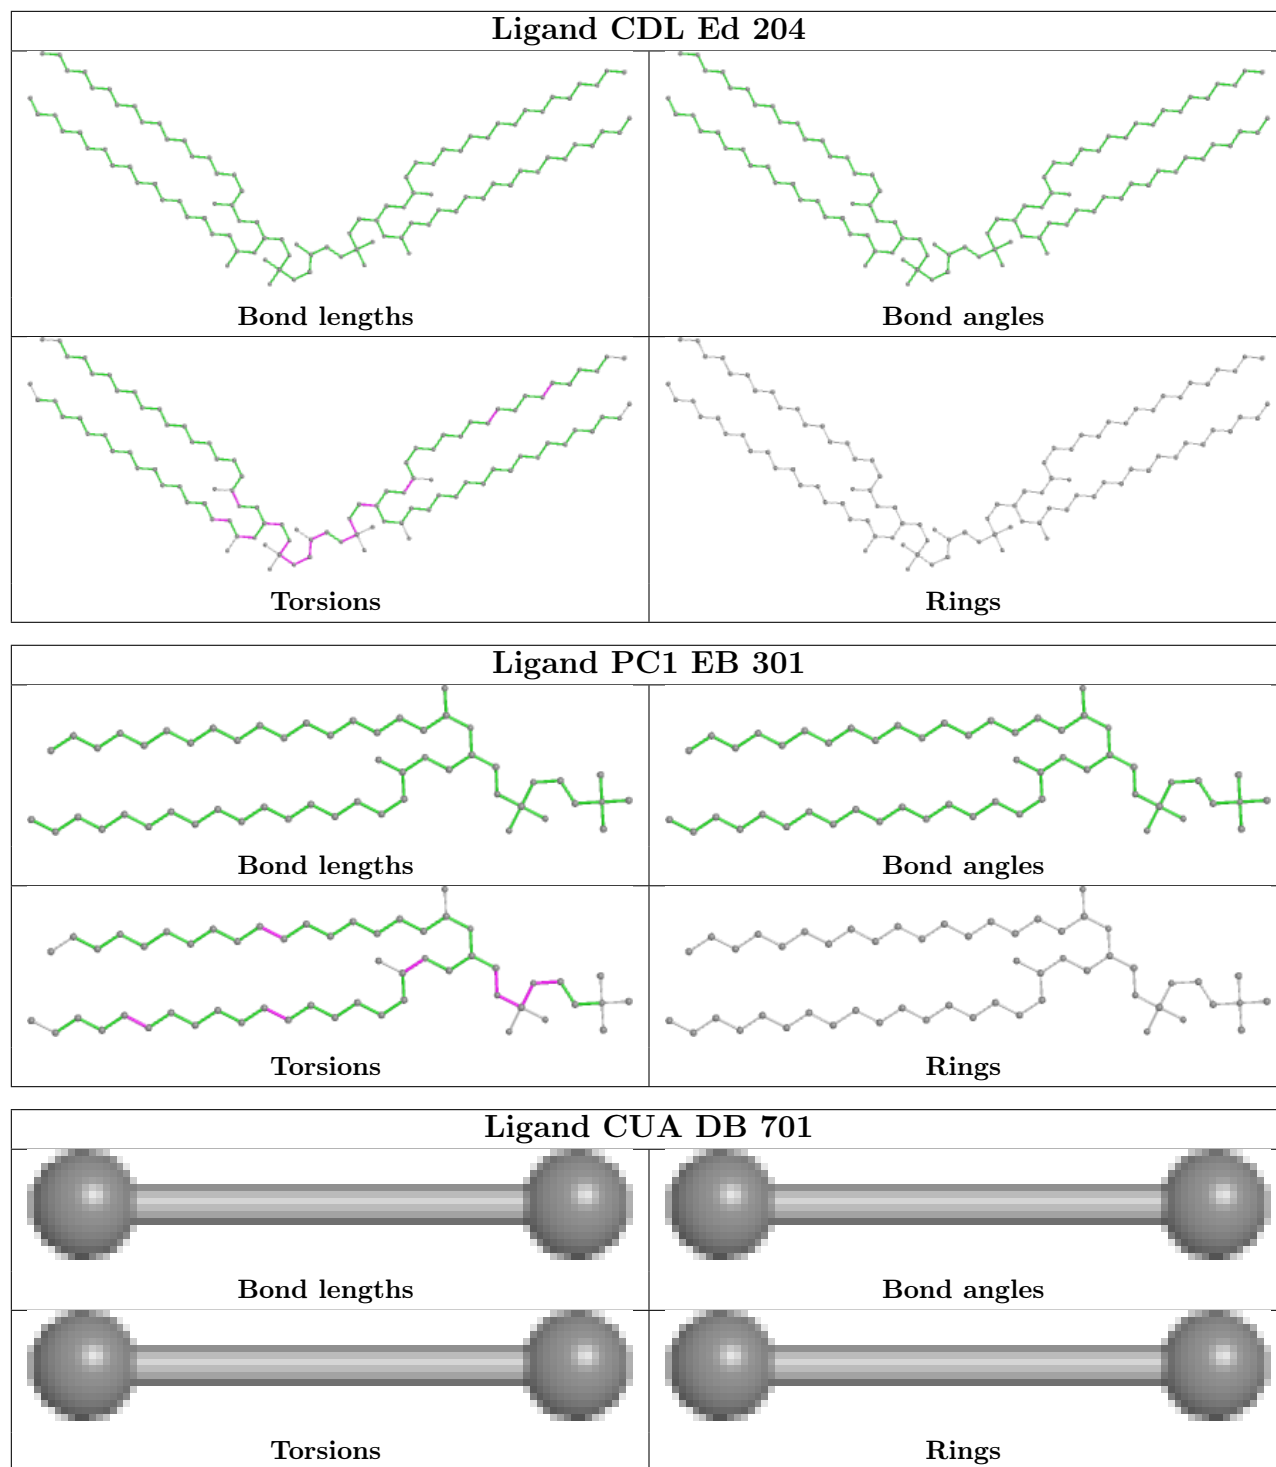 Ligand CDL Ed 204
Bond lengths
Bond angles
Torsions
Rings
Ligand PC1 EB 301
Bond lengths
Bond angles
Torsions
Rings
Ligand CUA DB 701
Bond lengths
Bond angles
Torsions
Rings